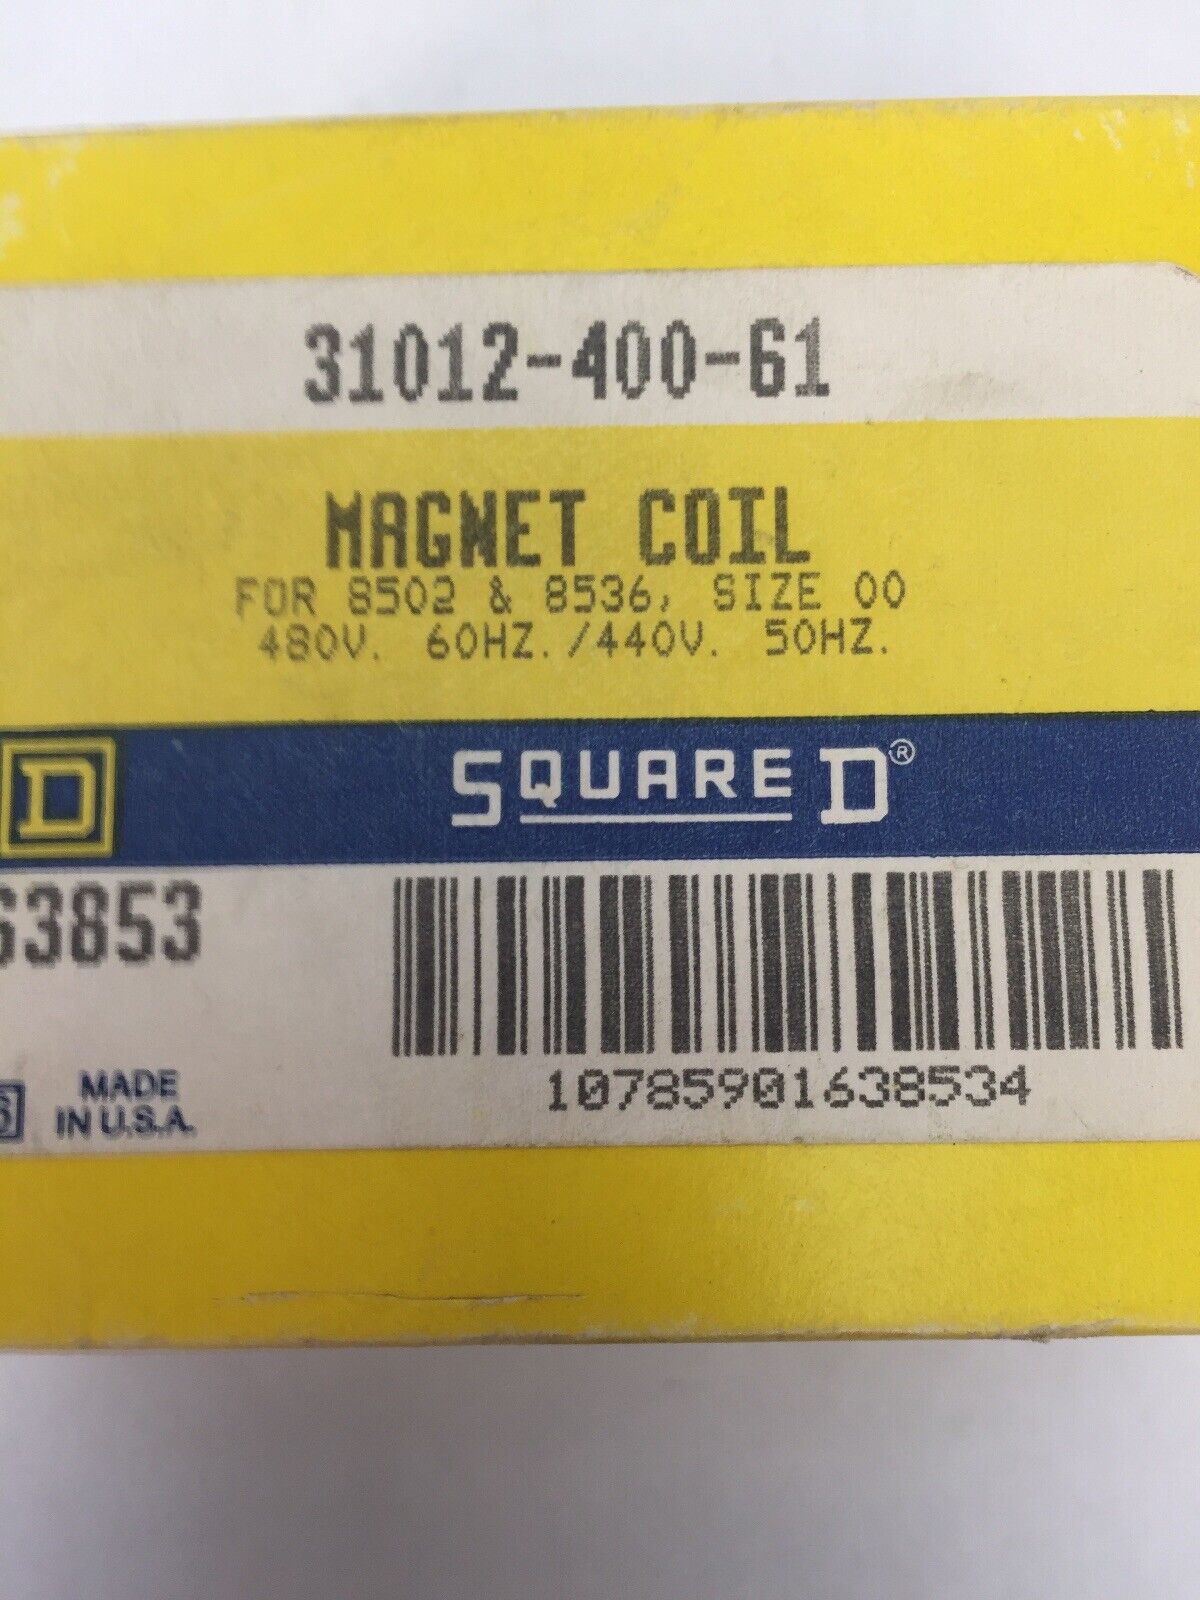 31012-400-61
MAGNET COIL
FOR 8502 & 8536, SIZE 00
480V. 60HZ./440V. 50HZ.
D SQUARE D®
63853
10785901638534
MADE
IN U.S.A.